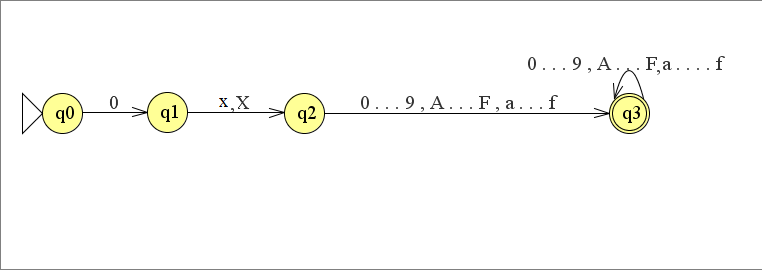 0 . . . 9 , A . . . F,a . . . . f
0
x,X
0 . . . 9 , A . . . F , a . . . f
q0
q1
q2
q3